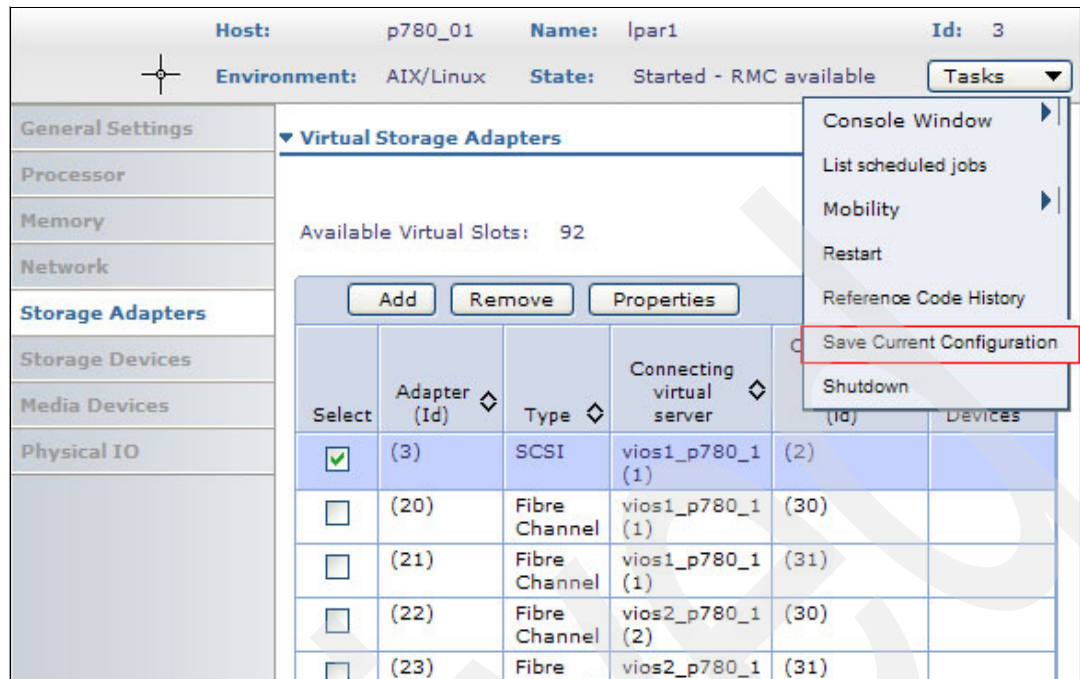 Host: p780_01 Name: lpar1 Id: 3
Environment: AIX/Linux State: Started - RMC available Tasks
General Settings
Processor
Memory
Network
Storage Adapters
Storage Devices
Media Devices
Physical IO
Virtual Storage Adapters
Available Virtual Slots: 92
Add Remove Properties
Console Window
List scheduled jobs
Mobility
Restart
Reference Code History
Save Current Configuration
Shutdown
Select Adapter (Id) Type Connecting virtual server (Id) Devices
(3) SCSI vios1_p780_1 (1) (2)
(20) Fibre Channel vios1_p780_1 (1) (30)
(21) Fibre Channel vios1_p780_1 (1) (31)
(22) Fibre Channel vios2_p780_1 (2) (30)
(23) Fibre vios2_p780_1 (31)